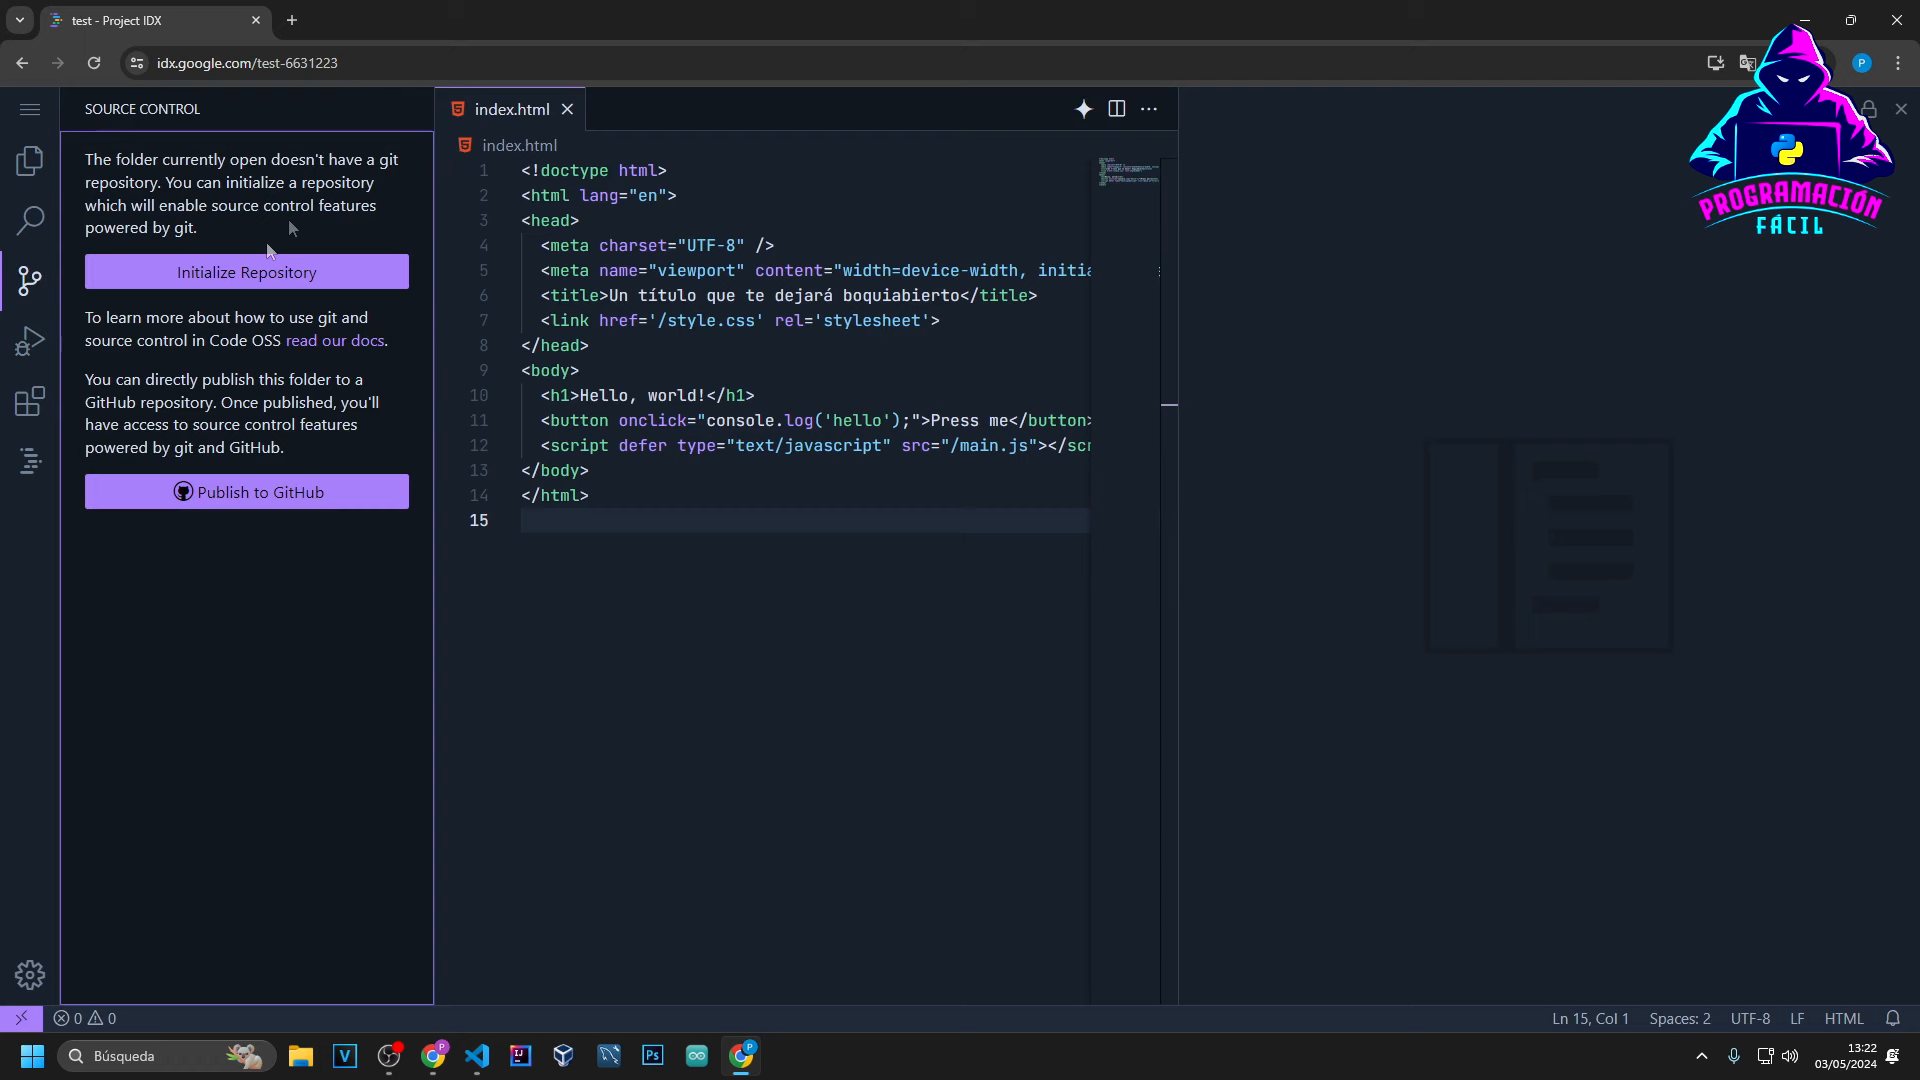 test - Project IDX
idx.google.com/test-6631223
P
SOURCE CONTROL
The folder currently open doesn't have a git
repository. You can initialize a repository
which will enable source control features
powered by git.
Initialize Repository
To learn more about how to use git and
source control in Code OSS read our docs.
You can directly publish this folder to a
GitHub repository. Once published, you'll
have access to source control features
powered by git and GitHub.
Publish to GitHub
index.html
index.html
1 <!doctype html>
2 <html lang="en">
3 <head>
4 <meta charset="UTF-8" />
5 <meta name="viewport" content="width=device-width, initia
6 <title>Un título que te dejará boquiabierto</title>
7 <link href='/style.css' rel='stylesheet'>
8 </head>
9 <body>
10 <h1>Hello, world!</h1>
11 <button onclick="console.log('hello');">Press me</button>
12 <script defer type="text/javascript" src="/main.js"></scr
13 </body>
14 </html>
15
PROGRAMACIÓN
FÁCIL
0 0
Ln 15, Col 1 Spaces: 2 UTF-8 LF HTML
Búsqueda
V
P
IJ
Ps
P
13:22
03/05/2024